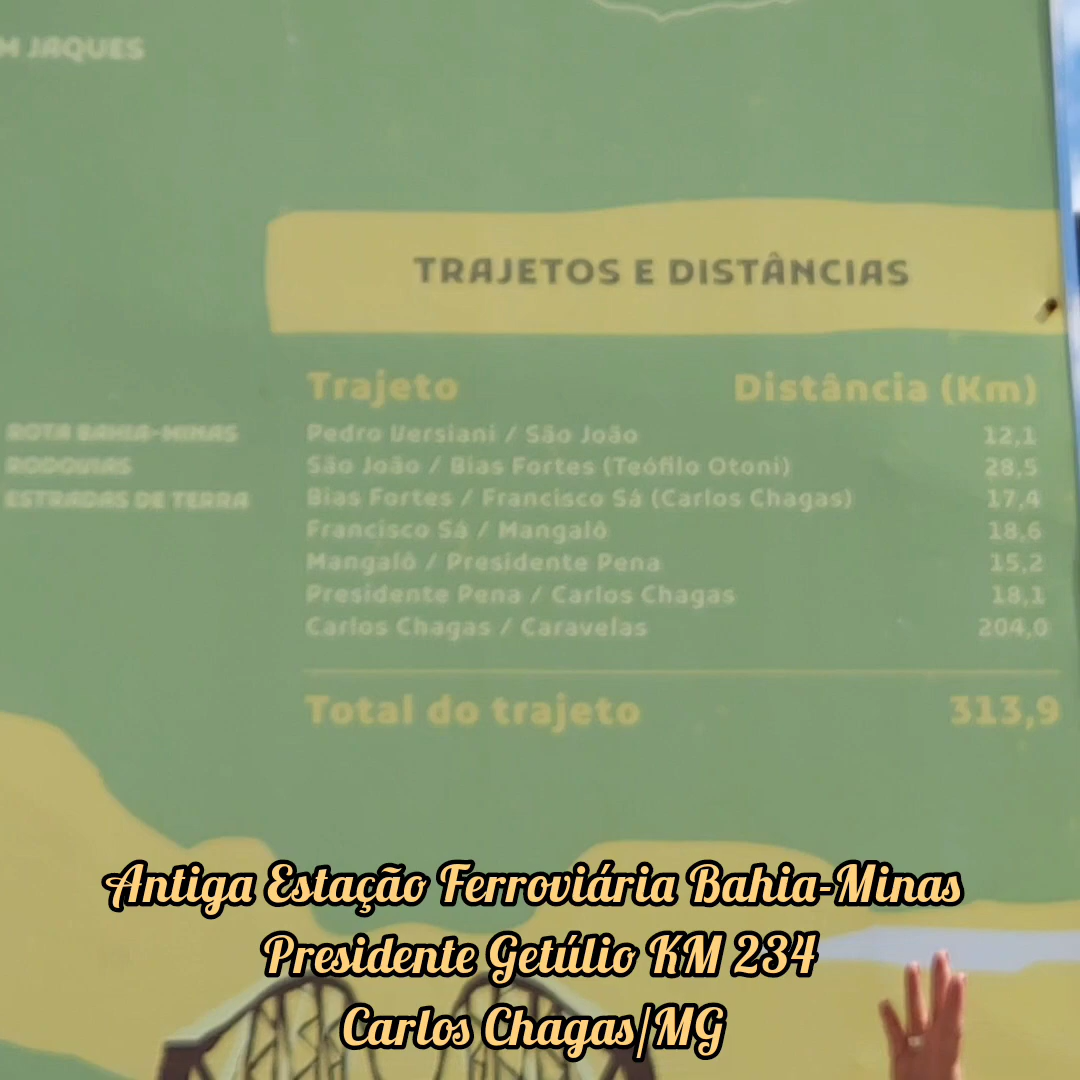 M JAQUES
TRAJETOS E DISTÂNCIAS
Trajeto Distância (Km)
ROTA BAHIA-MINAS
RODOVIAS
ESTRADAS DE TERRA
Pedro Versiani / São João 12,1
São João / Bias Fortes (Teófilo Otoni) 28,5
Bias Fortes / Francisco Sá (Carlos Chagas) 17,4
Francisco Sá / Mangalô 18,6
Mangalô / Presidente Pena 15,2
Presidente Pena / Carlos Chagas 18,1
Carlos Chagas / Caravelas 204,0
Total do trajeto 313,9
Antiga Estação Ferroviária Bahia-Minas
Presidente Getúlio KM 234
Carlos Chagas/MG